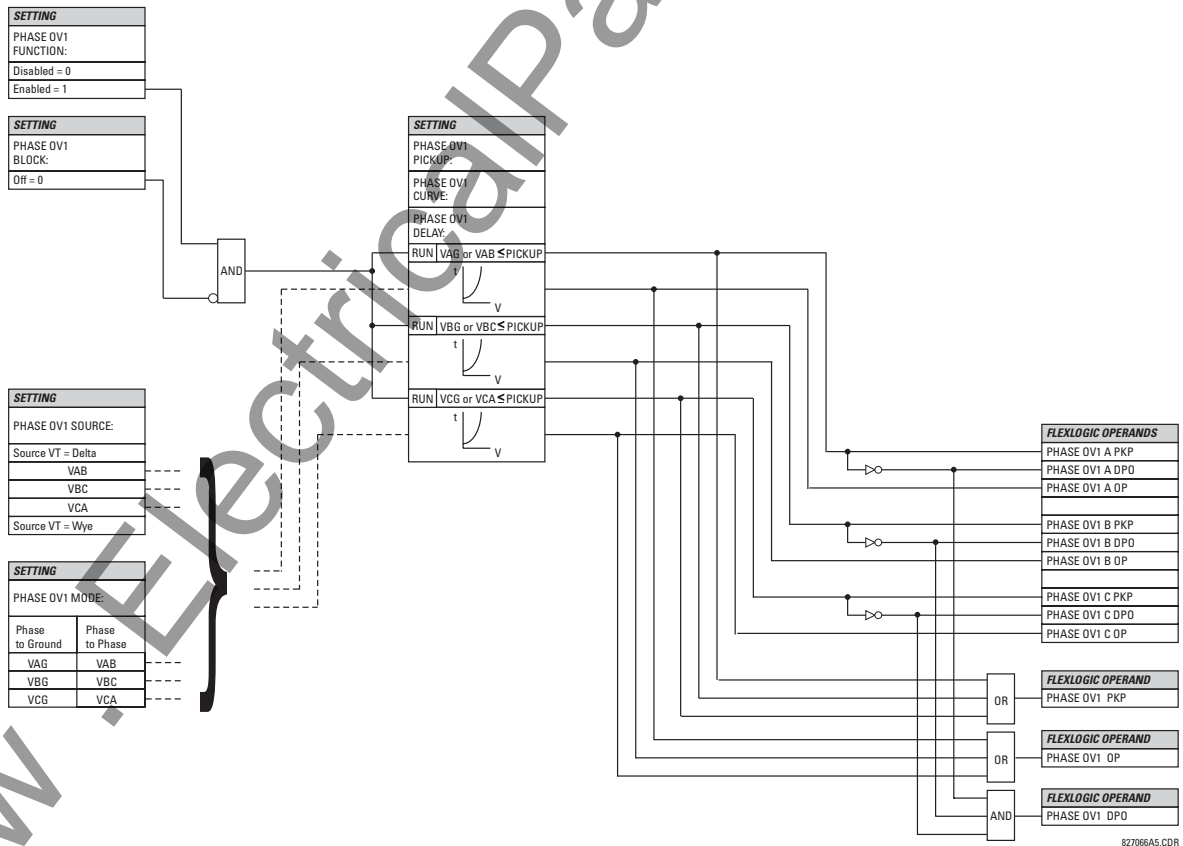 SETTING
PHASE OV1
FUNCTION:
Disabled = 0
Enabled = 1
SETTING
PHASE OV1
BLOCK:
Off = 0
AND
SETTING
PHASE OV1
PICKUP:
PHASE OV1
CURVE:
PHASE OV1
DELAY:
RUN VAG or VAB ≤ PICKUP
t
V
RUN VBG or VBC ≤ PICKUP
t
V
RUN VCG or VCA ≤ PICKUP
t
V
SETTING
PHASE OV1 SOURCE:
Source VT = Delta
VAB
VBC
VCA
Source VT = Wye
SETTING
PHASE OV1 MODE:
Phase
to Ground
Phase
to Phase
VAG VAB
VBG VBC
VCG VCA
FLEXLOGIC OPERANDS
PHASE OV1 A PKP
PHASE OV1 A DPO
PHASE OV1 A OP
PHASE OV1 B PKP
PHASE OV1 B DPO
PHASE OV1 B OP
PHASE OV1 C PKP
PHASE OV1 C DPO
PHASE OV1 C OP
OR
FLEXLOGIC OPERAND
PHASE OV1 PKP
OR
FLEXLOGIC OPERAND
PHASE OV1 OP
AND
FLEXLOGIC OPERAND
PHASE OV1 DPO
827066A5.CDR
w . ElectricalPa